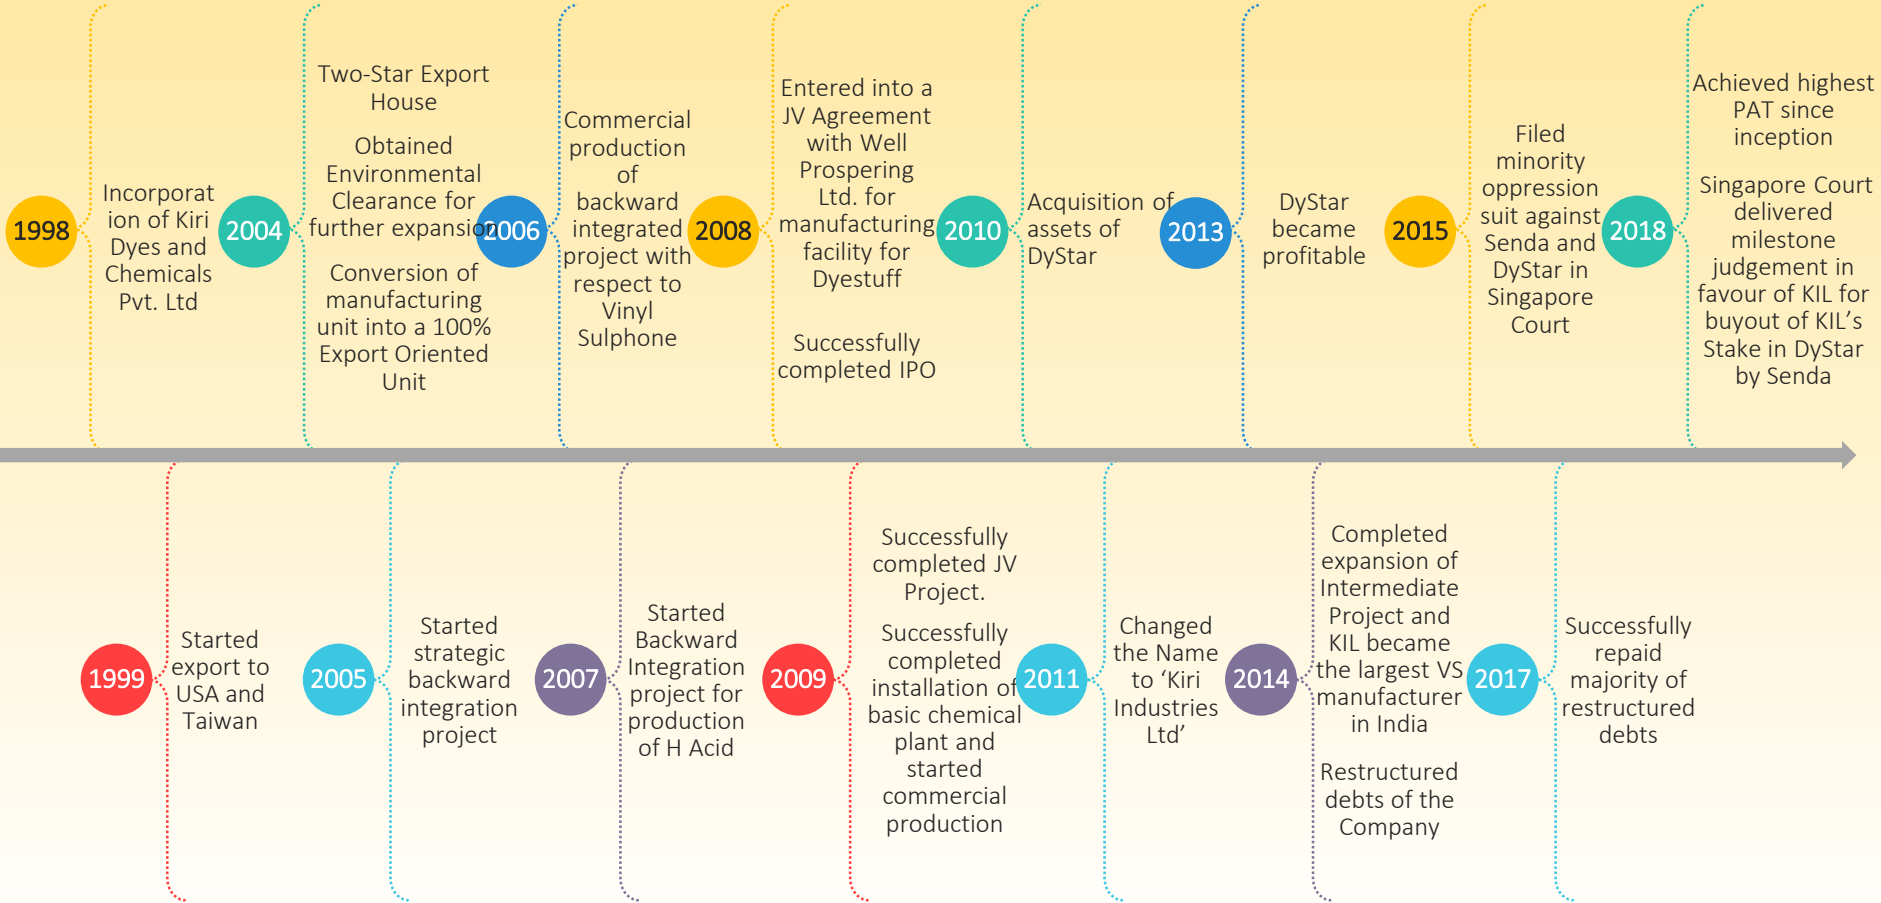 1998
Incorporat
ion of Kiri
Dyes and
Chemicals
Pvt. Ltd
2004
Two-Star Export
House
Obtained
Environmental
Clearance for
further expansion
Conversion of
manufacturing
unit into a 100%
Export Oriented
Unit
2006
Commercial
production
of
backward
integrated
project with
respect to
Vinyl
Sulphone
2008
Entered into a
JV Agreement
with Well
Prospering
Ltd. for
manufacturing
facility for
Dyestuff
Successfully
completed IPO
2010
Acquisition of
assets of
DyStar
2013
DyStar
became
profitable
2015
Filed
minority
oppression
suit against
Senda and
DyStar in
Singapore
Court
2018
Achieved highest
PAT since
inception
Singapore Court
delivered
milestone
judgement in
favour of KIL for
buyout of KIL’s
Stake in DyStar
by Senda
1999
Started
export to
USA and
Taiwan
2005
Started
strategic
backward
integration
project
2007
Started
Backward
Integration
project for
production
of H Acid
2009
Successfully
completed JV
Project.
Successfully
completed
installation of
basic chemical
plant and
started
commercial
production
2011
Changed
the Name
to ‘Kiri
Industries
Ltd’
2014
Completed
expansion of
Intermediate
Project and
KIL became
the largest VS
manufacturer
in India
Restructured
debts of the
Company
2017
Successfully
repaid
majority of
restructured
debts